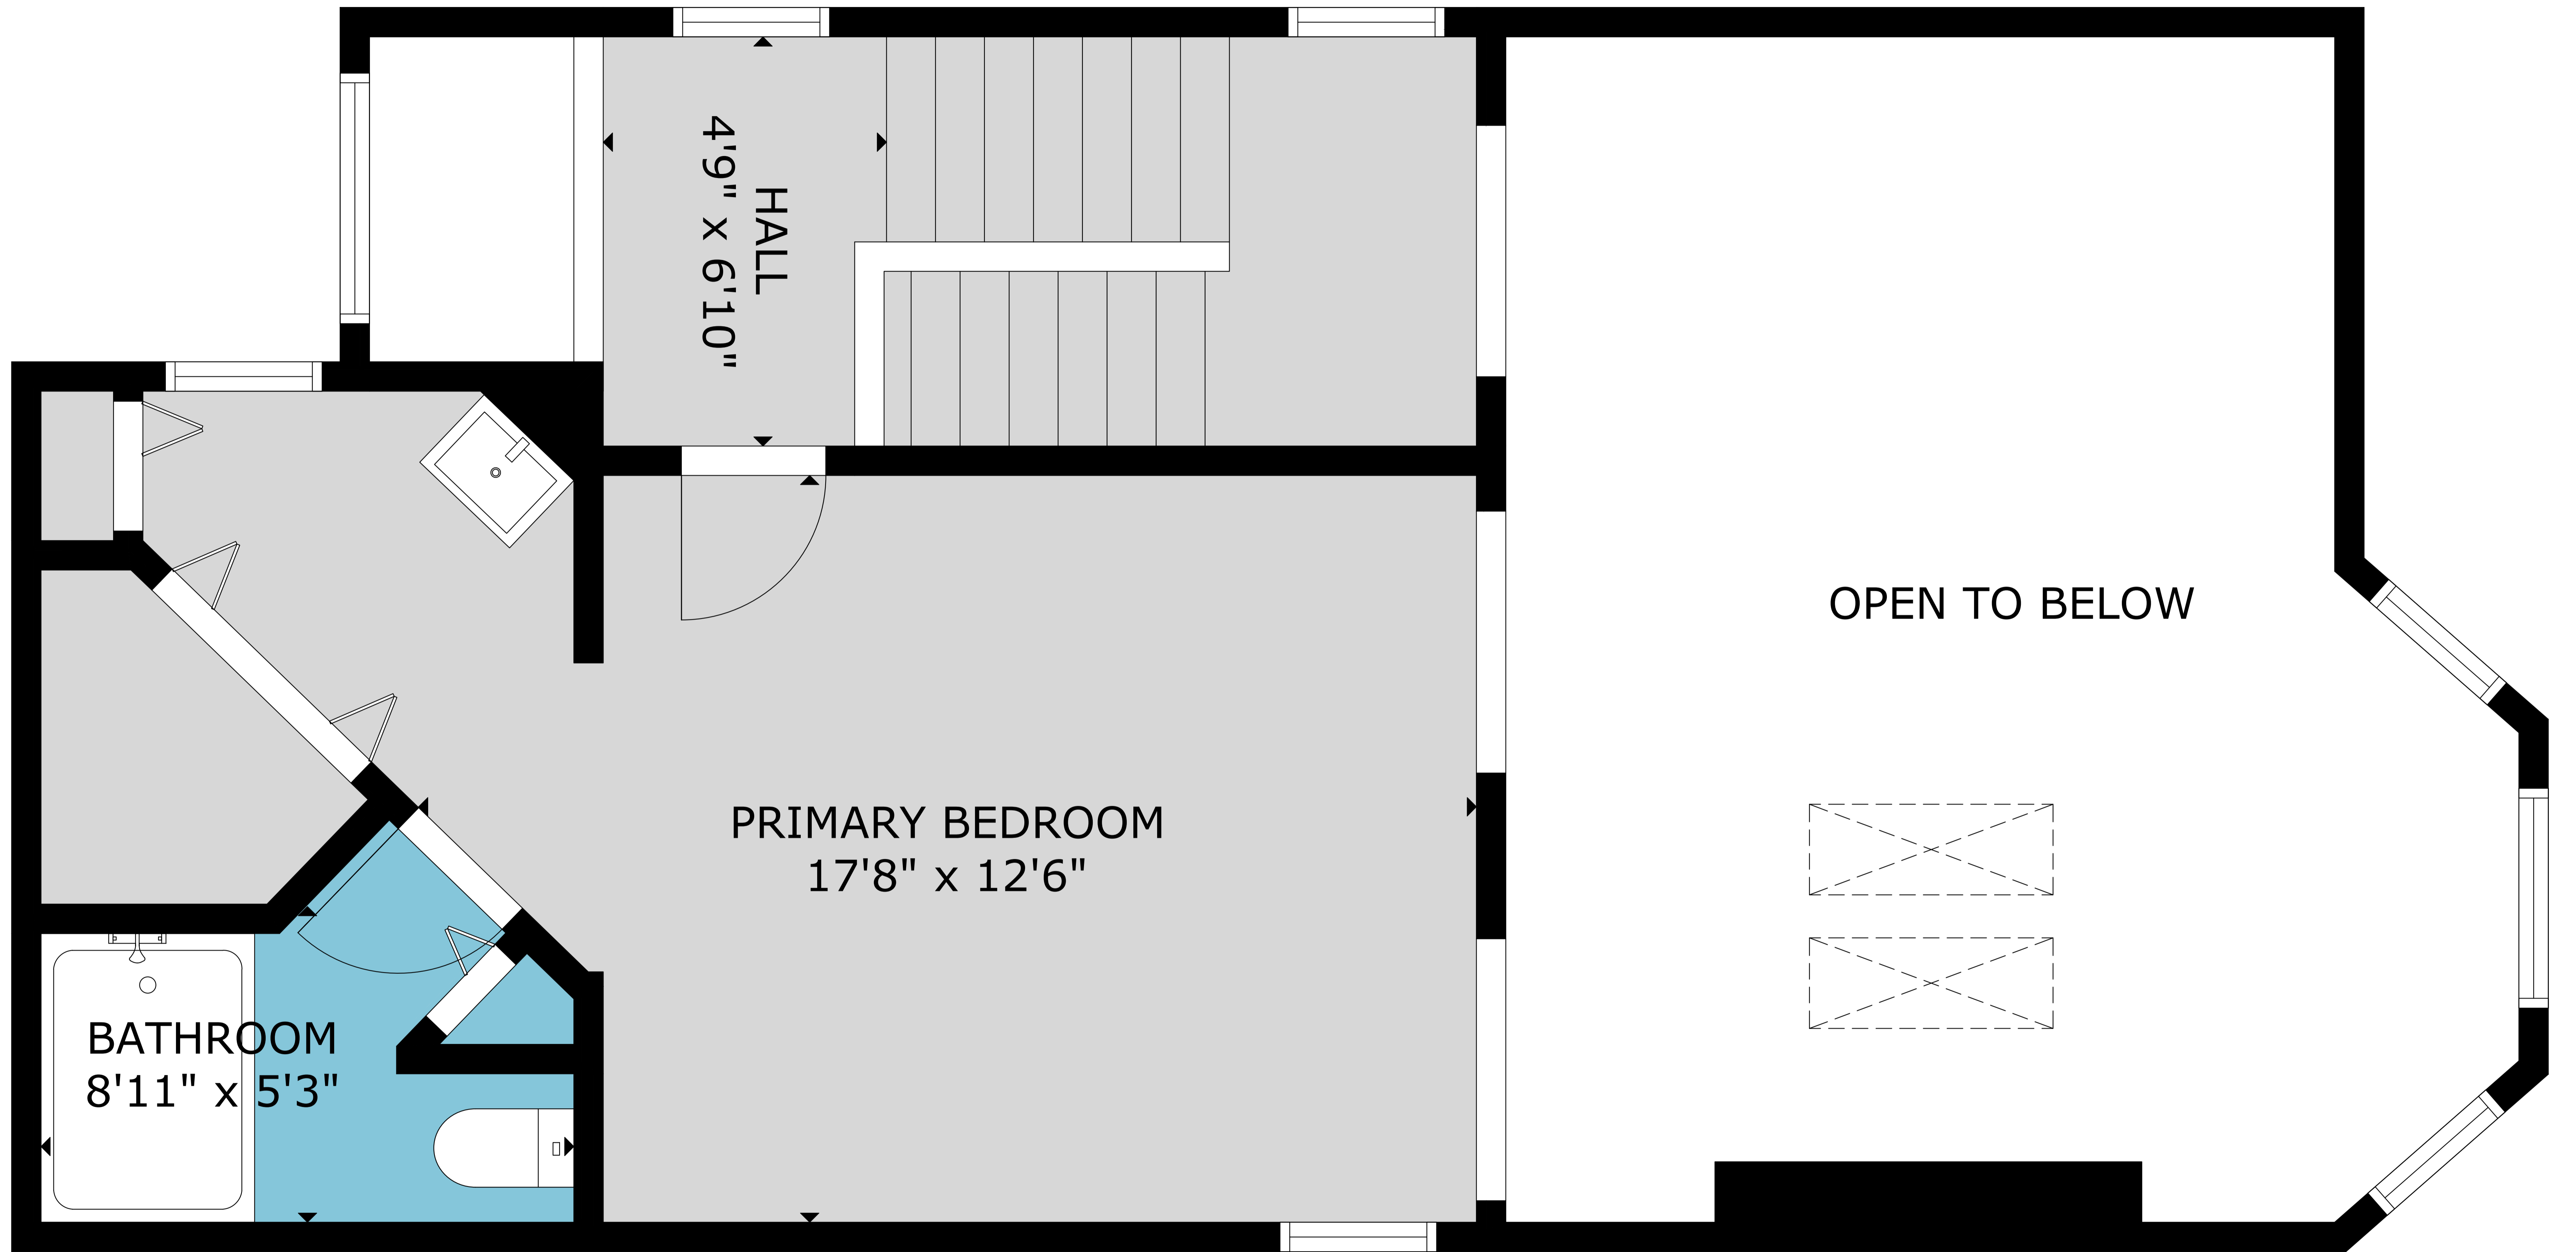 HALL
4'9" x 6'10"
OPEN TO BELOW
PRIMARY BEDROOM
17'8" x 12'6"
BATHROOM
8'11" x 5'3"